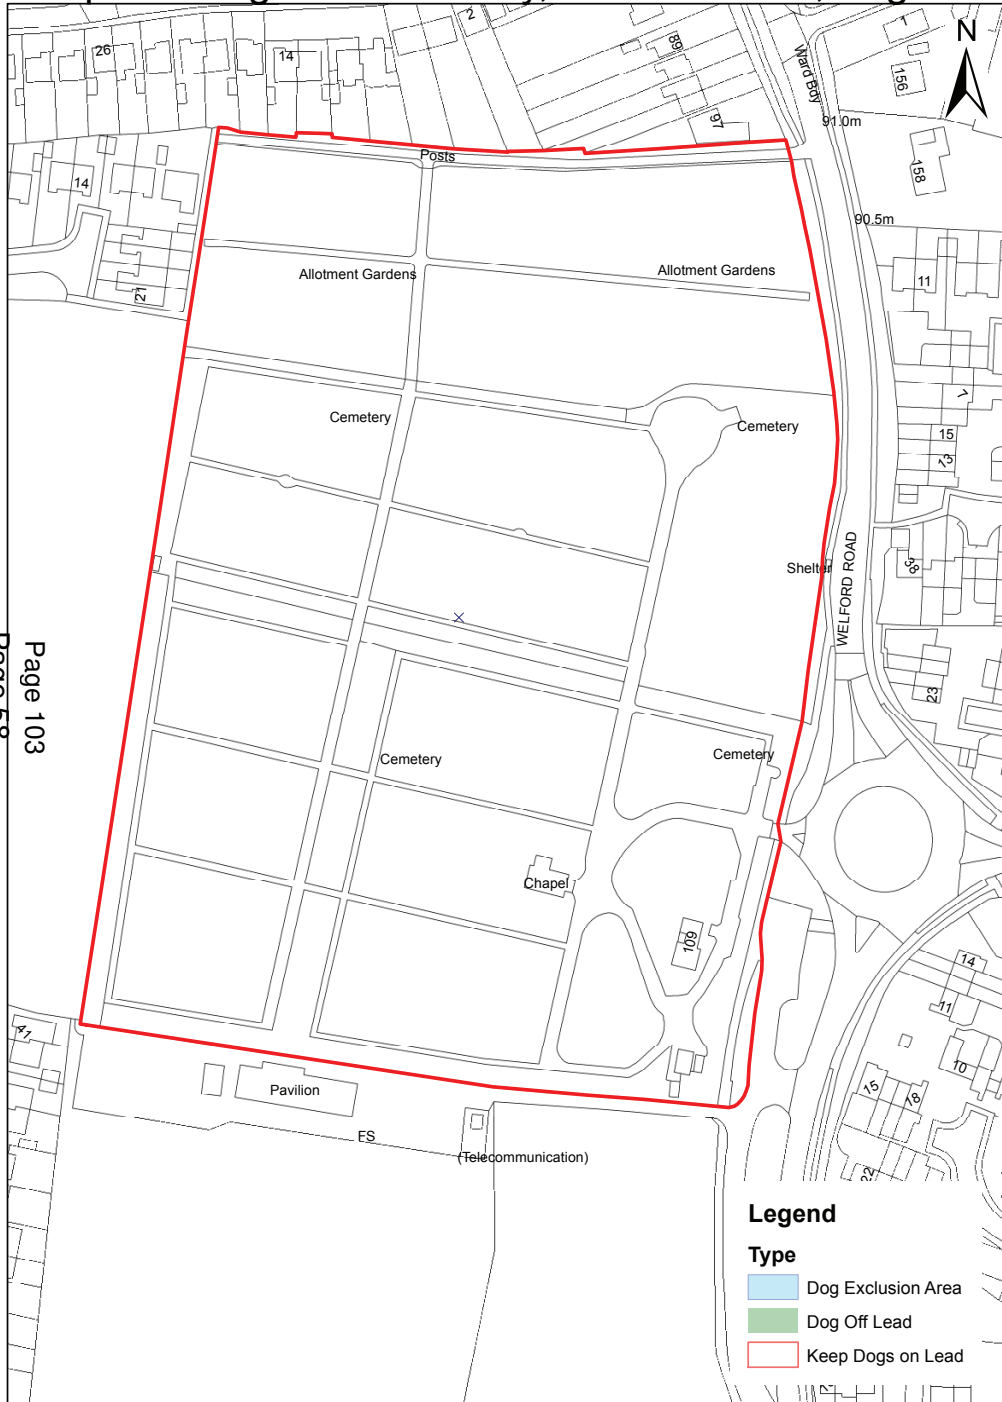 N
2
26
14
89
1
Ward Bdy
156
97
91.0m
Posts
158
14
90.5m
Allotment Gardens
Allotment Gardens
11
21
7
Cemetery
Cemetery
15
13
WELFORD ROAD
Shelter
38
Page 103
23
Cemetery
Cemetery
Chapel
109
14
11
41
10
Pavilion
15
18
FS
(Telecommunication)
22
Legend
Type
Dog Exclusion Area
Dog Off Lead
Keep Dogs on Lead